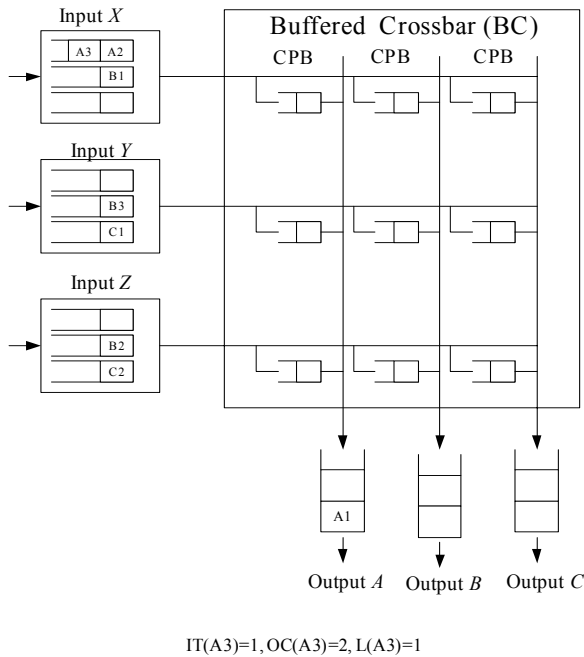 Input X
Buffered Crossbar (BC)
CPB CPB CPB
A3 A2
B1
Input Y
B3
C1
Input Z
B2
C2
A1
Output A Output B Output C
IT(A3)=1, OC(A3)=2, L(A3)=1